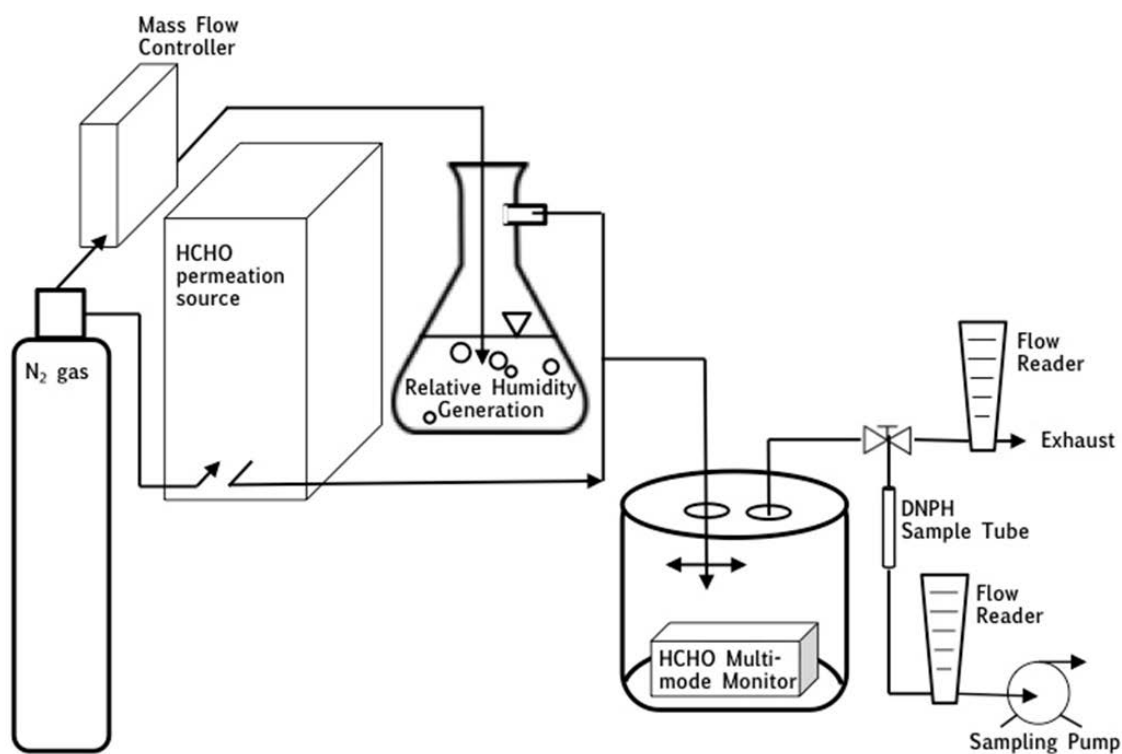 Mass Flow
Controller
HCHO
permeation
source
N₂ gas
Relative Humidity
Generation
Flow
Reader
Exhaust
DNPH
Sample Tube
Flow
Reader
HCHO Multi-
mode Monitor
Sampling Pump